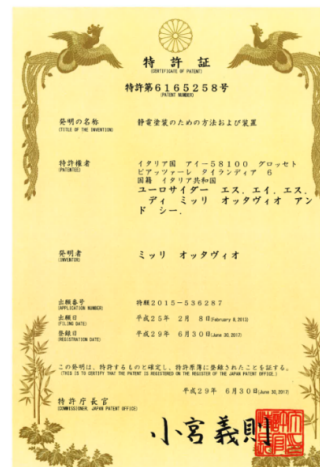 特許証
(CERTIFICATE OF PATENT)
特許第6165258号
(PATENT NUMBER)
発明の名称
(TITLE OF THE INVENTION)
静電塗装のための方法および装置
特許権者
(PATENTEE)
イタリア国 アイ-58100 グロッセト
ピアッツァーレ タイランディア 6
国籍 イタリア共和国
ユーロサイダー エス.エイ.エス.
ディ ミッリ オッタヴィオ アン
ド シー.
発明者
(INVENTOR)
ミッリ オッタヴィオ
出願番号
(APPLICATION NUMBER)
特願2015-536287
出願日
(FILING DATE)
平成25年 2月 8日(February 8,2013)
登録日
(REGISTRATION DATE)
平成29年 6月30日(June 30,2017)
この発明は、特許するものと確定し、特許原簿に登録されたことを証する。
(THIS IS TO CERTIFY THAT THE PATENT IS REGISTERED ON THE REGISTER OF THE JAPAN PATENT OFFICE.)
平成29年 6月30日(June 30,2017)
特許庁長官
(COMMISSIONER, JAPAN PATENT OFFICE)
小宮義則